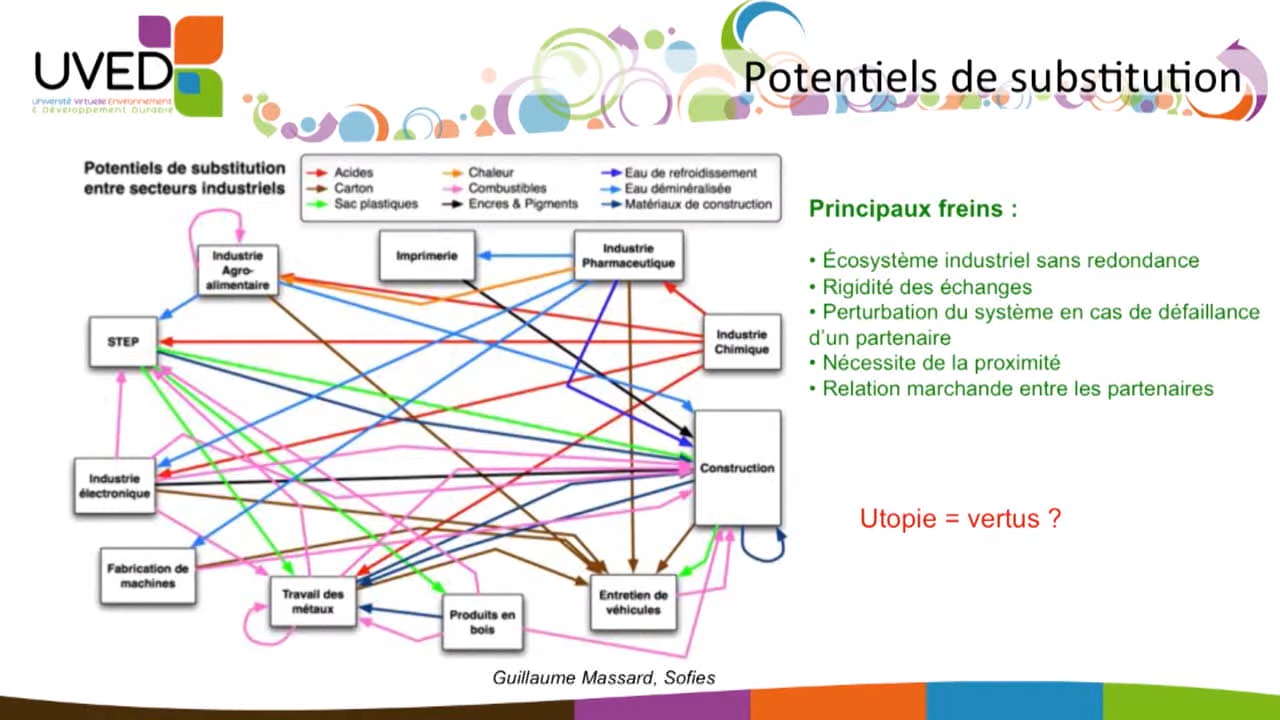 UVED
université Virtuelle Environnement
& Développement Durable
Potentiels de substitution
Potentiels de substitution
entre secteurs industriels
Acides
Carton
Sac plastiques
Chaleur
Combustibles
Encres & Pigments
Eau de refroidissement
Eau déminéralisée
Matériaux de construction
Industrie
Agro-
alimentaire
Imprimerie
Industrie
Pharmaceutique
STEP
Industrie
Chimique
Industrie
électronique
Construction
Fabrication de
machines
Travail des
métaux
Produits en
bois
Entretien de
véhicules
Principaux freins :
• Écosystème industriel sans redondance
• Rigidité des échanges
• Perturbation du système en cas de défaillance
d'un partenaire
• Nécessite de la proximité
• Relation marchande entre les partenaires
Utopie = vertus ?
Guillaume Massard, Sofies